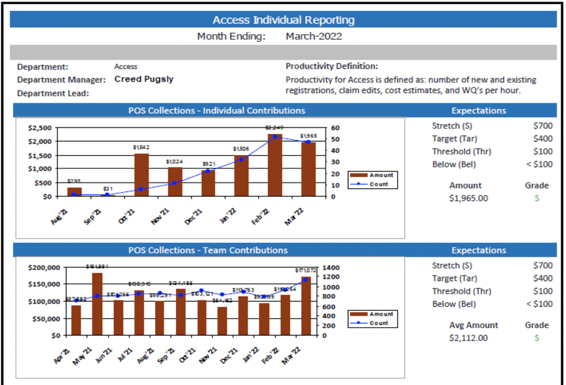 Access Individual Reporting
Month Ending: March-2022
Department: Access
Department Manager: Creed Pugsly
Department Lead:
Productivity Definition:
Productivity for Access is defined as: number of new and existing
registrations, claim edits, cost estimates, and WQ's per hour.
POS Collections - Individual Contributions
Expectations
$2,500
$2,000
$1,500
$1,000
$500
$0
$295
$31
$1,542
$1,024
$921
$1,506
$2,249
$1,965
60
50
40
30
20
10
0
Aug'21
Sep'21
Oct'21
Nov'21
Dec'21
Jan'22
Feb'22
Mar'22
Amount
Count
Stretch (S) $700
Target (Tar) $400
Threshold (Thr) $100
Below (Bel) < $100
Amount Grade
$1,965.00 S
POS Collections - Team Contributions
Expectations
$200,000
$150,000
$100,000
$50,000
$0
$171,072
1400
1200
1000
800
600
400
200
0
Apr'21
May'21
Jun'21
Jul'21
Aug'21
Sep'21
Oct'21
Nov'21
Dec'21
Jan'22
Feb'22
Mar'22
Amount
Count
Stretch (S) $700
Target (Tar) $400
Threshold (Thr) $100
Below (Bel) < $100
Avg Amount Grade
$2,112.00 S